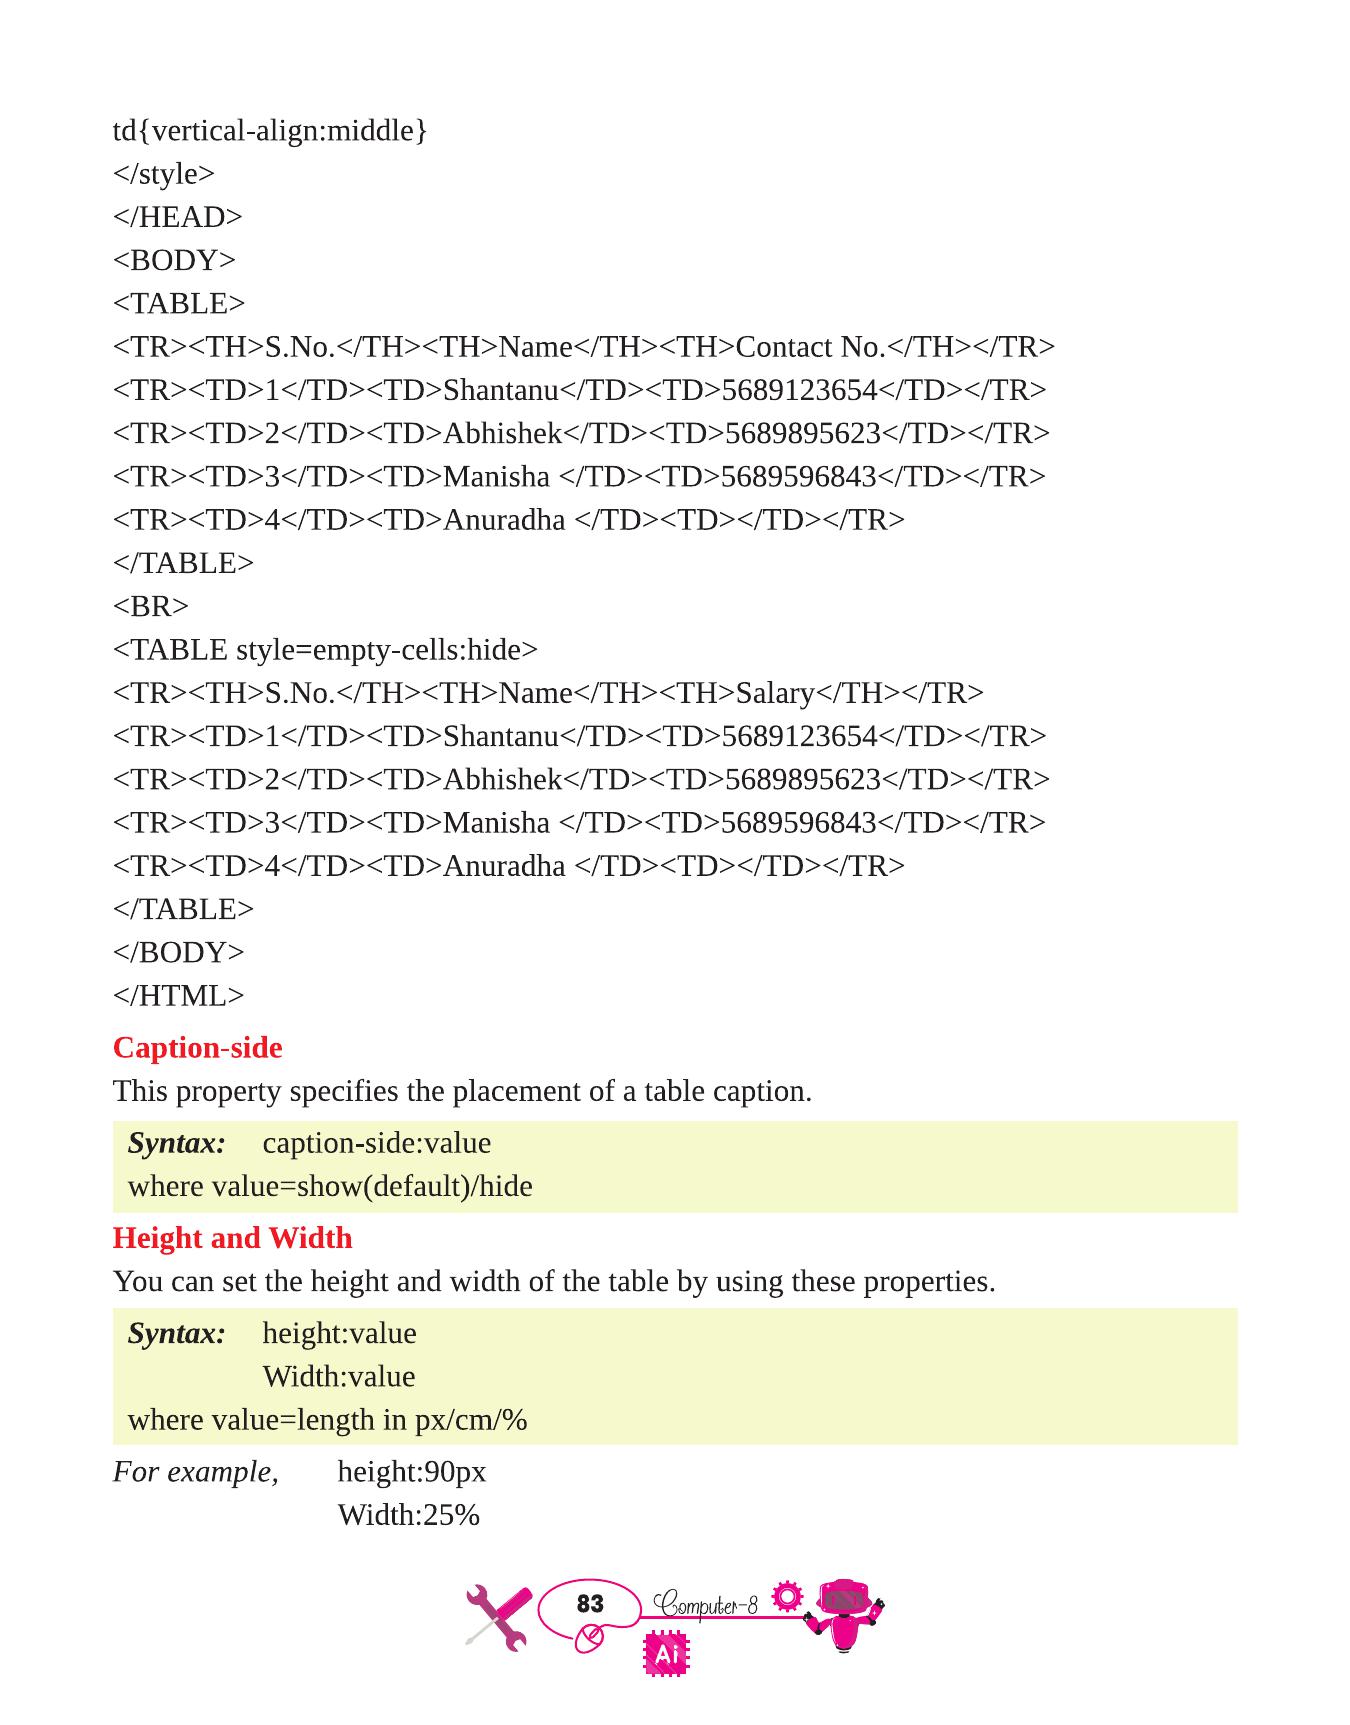 td{vertical-align:middle}
</style>
</HEAD>
<BODY>
<TABLE>
<TR><TH>S.No.</TH><TH>Name</TH><TH>Contact No.</TH></TR>
<TR><TD>1</TD><TD>Shantanu</TD><TD>5689123654</TD></TR>
<TR><TD>2</TD><TD>Abhishek</TD><TD>5689895623</TD></TR>
<TR><TD>3</TD><TD>Manisha </TD><TD>5689596843</TD></TR>
<TR><TD>4</TD><TD>Anuradha </TD><TD></TD></TR>
</TABLE>
<BR>
<TABLE style=empty-cells:hide>
<TR><TH>S.No.</TH><TH>Name</TH><TH>Salary</TH></TR>
<TR><TD>1</TD><TD>Shantanu</TD><TD>5689123654</TD></TR>
<TR><TD>2</TD><TD>Abhishek</TD><TD>5689895623</TD></TR>
<TR><TD>3</TD><TD>Manisha </TD><TD>5689596843</TD></TR>
<TR><TD>4</TD><TD>Anuradha </TD><TD></TD></TR>
</TABLE>
</BODY>
</HTML>
Caption-side
This property specifies the placement of a table caption.
Syntax: caption-side:value
where value=show(default)/hide
Height and Width
You can set the height and width of the table by using these properties.
Syntax: height:value
Width:value
where value=length in px/cm/%
For example, height:90px
Width:25%
83 Computer-8
Ai